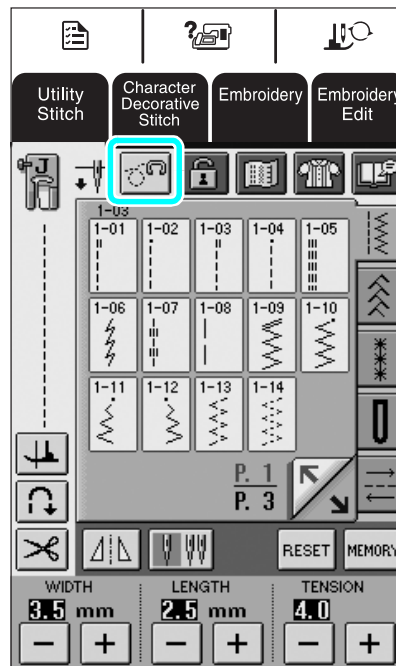 Utility
Stitch
Character
Decorative
Stitch
Embroidery
Embroidery
Edit
J
1-03
1-01 1-02 1-03 1-04 1-05
1-06 1-07 1-08 1-09 1-10
1-11 1-12 1-13 1-14
P. 1
P. 3
RESET MEMORY
WIDTH LENGTH TENSION
3.5 mm 2.5 mm 4.0
− + − + − +